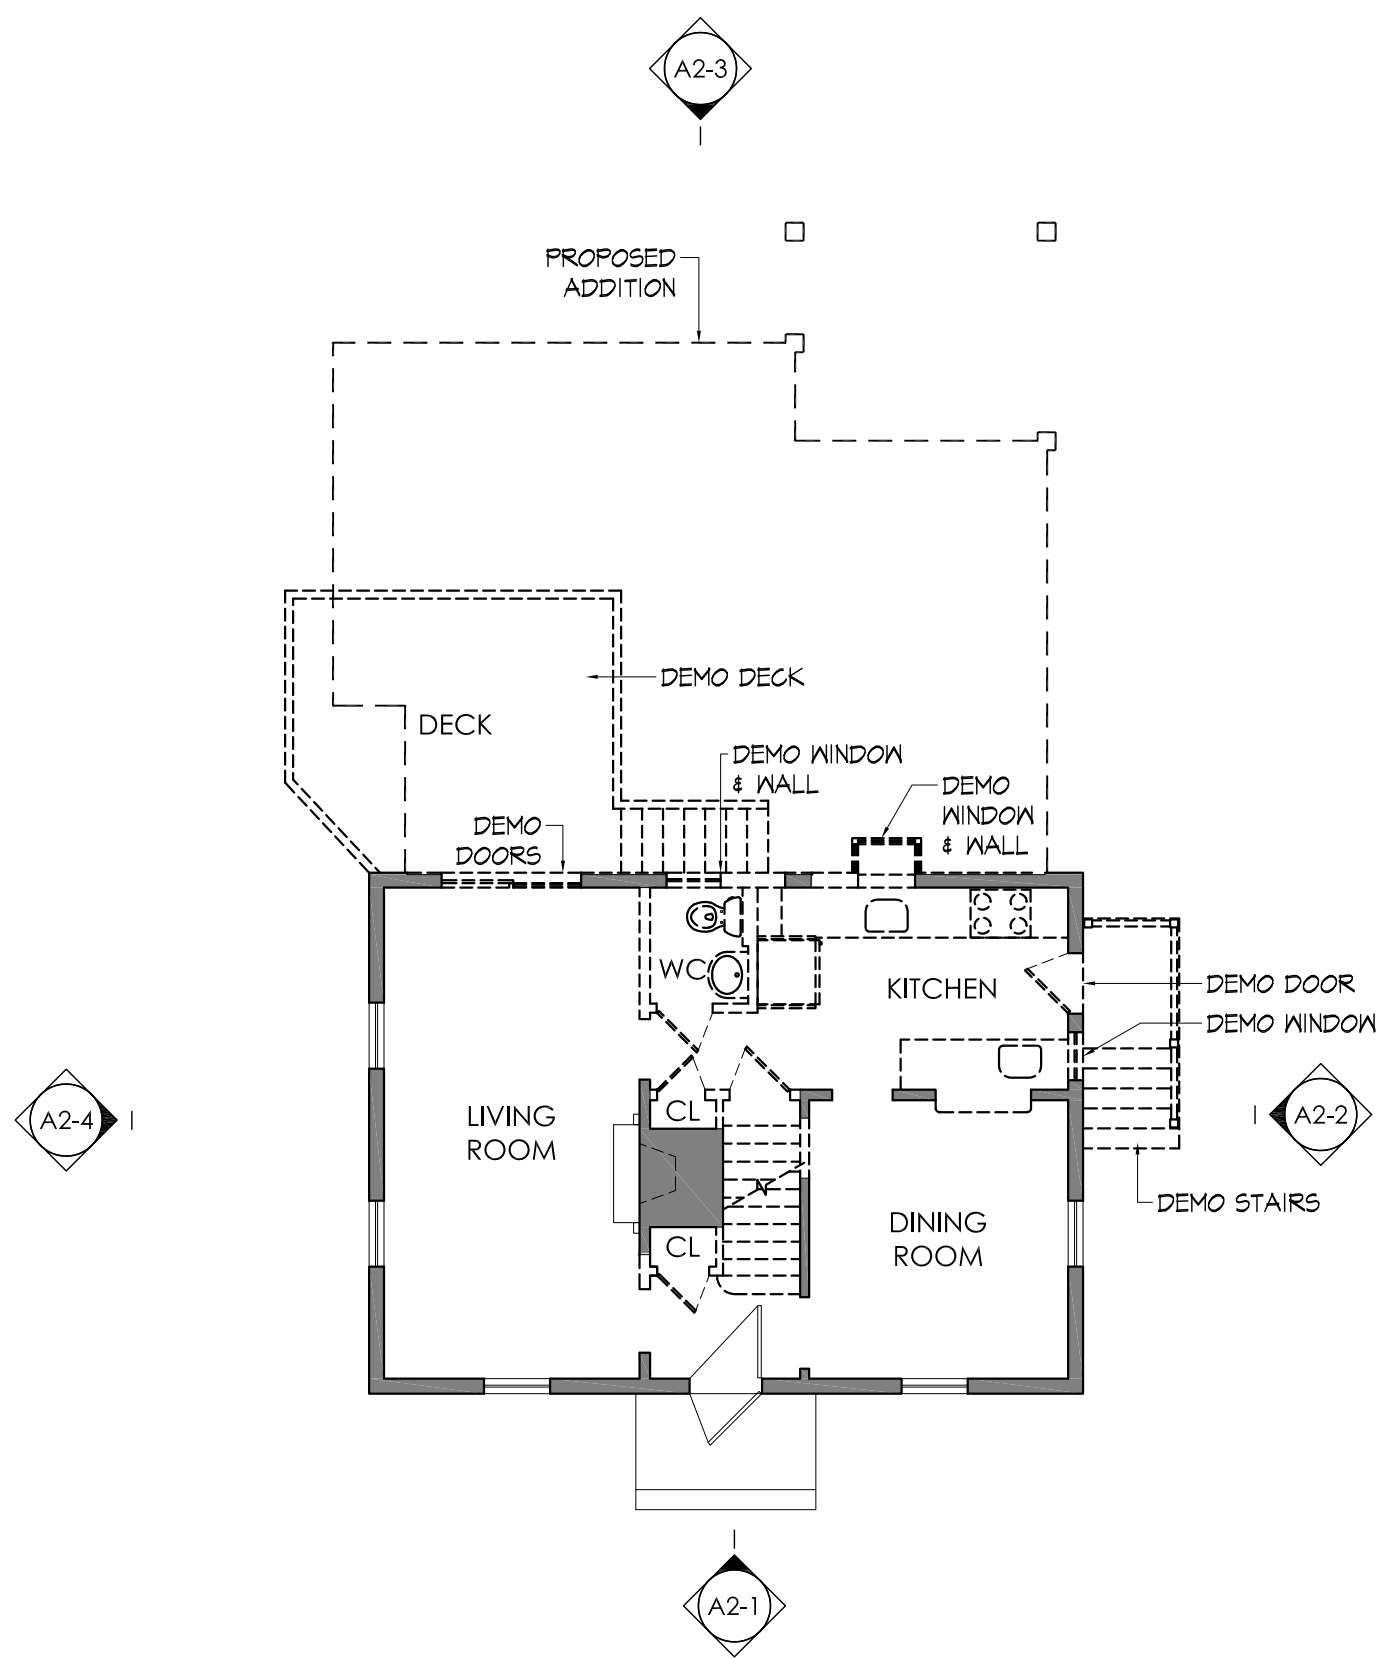 A2-3
PROPOSED
ADDITION
DEMO DECK
DECK
DEMO WINDOW
& WALL
DEMO
WINDOW
& WALL
DEMO
DOORS
WC
KITCHEN
DEMO DOOR
DEMO WINDOW
A2-4
LIVING
ROOM
CL
A2-2
DEMO STAIRS
DINING
ROOM
CL
A2-1